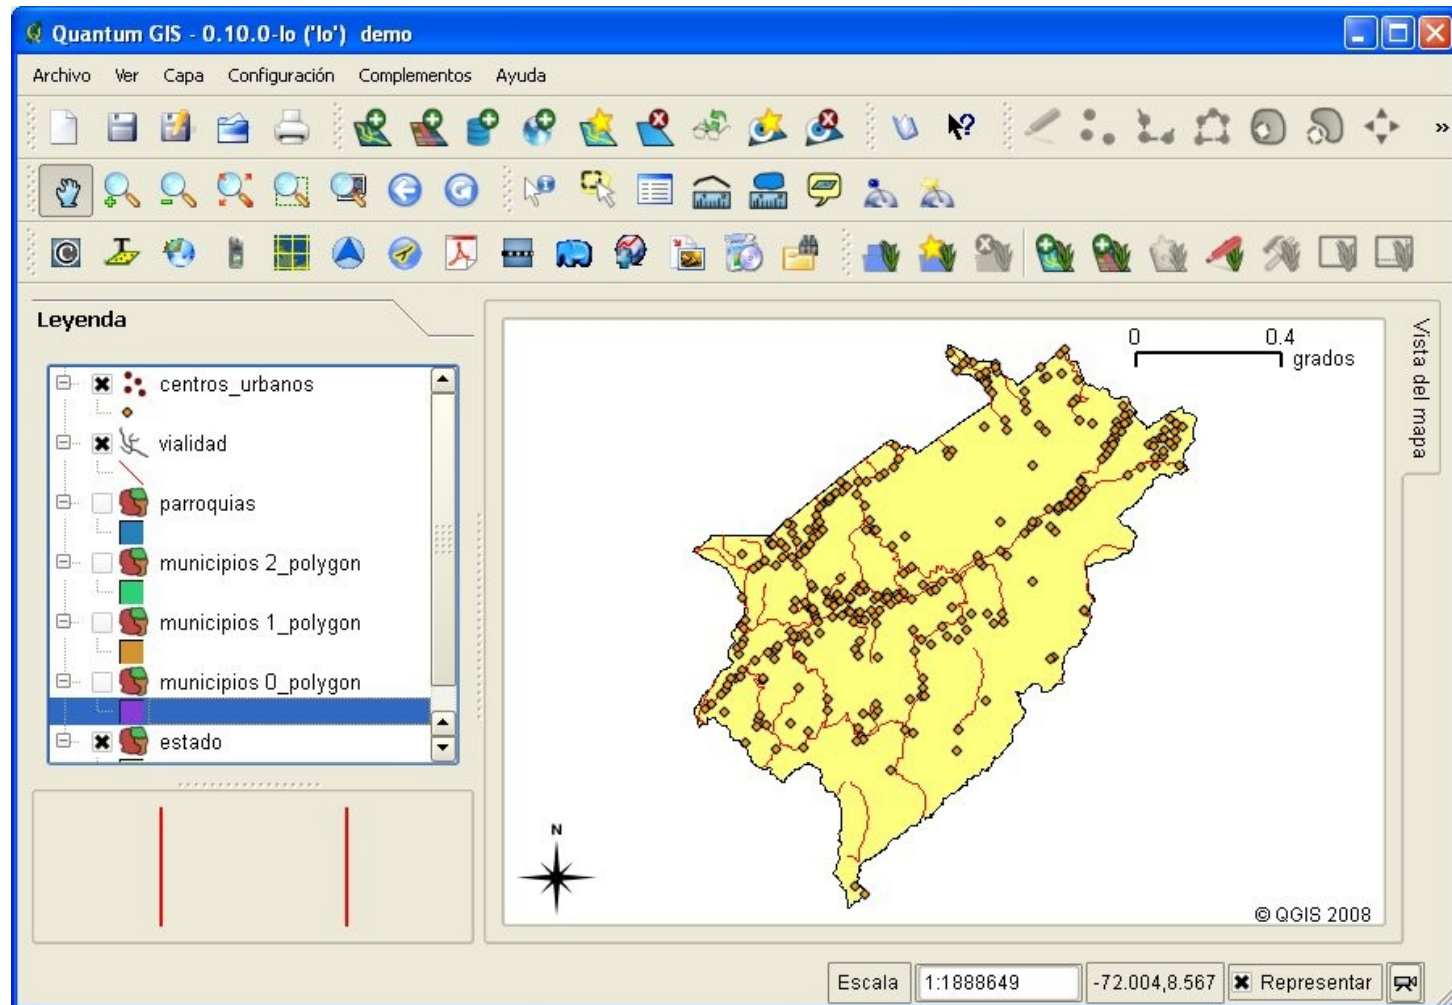 Quantum GIS - 0.10.0-Io ('Io')  demo
Archivo Ver Capa Configuración Complementos Ayuda
»
Leyenda
centros_urbanos
vialidad
parroquias
municipios 2_polygon
municipios 1_polygon
municipios 0_polygon
estado
0 0.4
grados
Vista del mapa
N
© QGIS 2008
Escala 1:1888649 -72.004,8.567 Representar